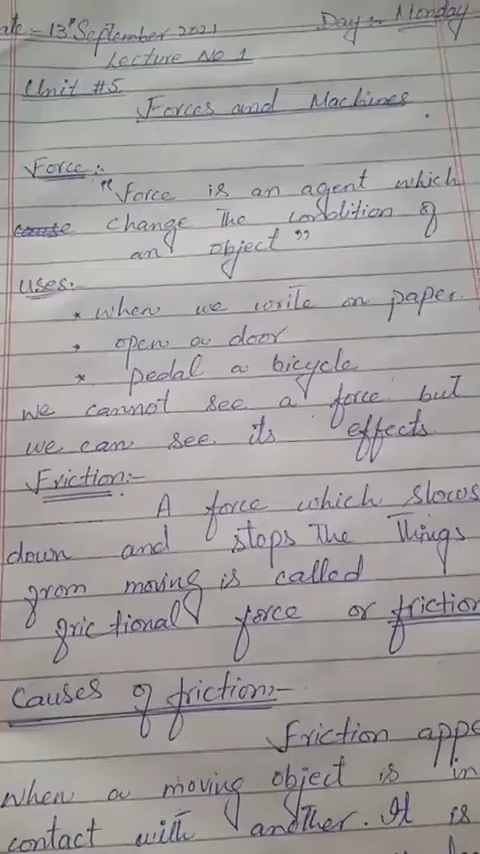 ate:- 13th September 2021 Day:- Monday
Lecture No 1
Unit #5
Forces and Machines.
Force:-
"Force is an agent which
change the condition of
an object"
Uses:-
* when we write on paper.
* open a door
* pedal a bicycle
we cannot see a force but
we can see its effects
Friction:-
A force which slows
down and stops The Things
from moving is called
frictional force or friction
Causes of friction:-
Friction appe
when a moving object is in
contact with another. It is